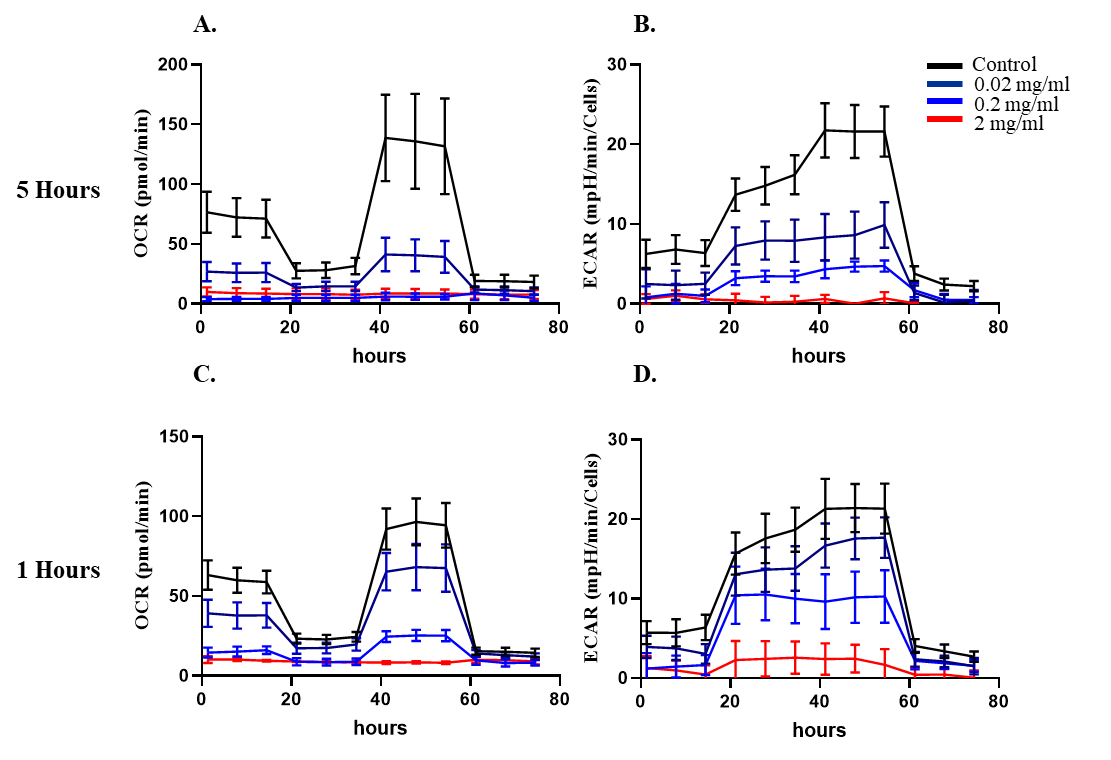 A.
B.
200
150
100
50
0
OCR (pmol/min)
0 20 40 60 80
hours
30
20
10
0
ECAR (mpH/min/Cells)
0 20 40 60 80
hours
Control
0.02 mg/ml
0.2 mg/ml
2 mg/ml
5 Hours
C.
D.
150
100
50
0
OCR (pmol/min)
0 20 40 60 80
hours
30
20
10
0
ECAR (mpH/min/Cells)
0 20 40 60 80
hours
1 Hours